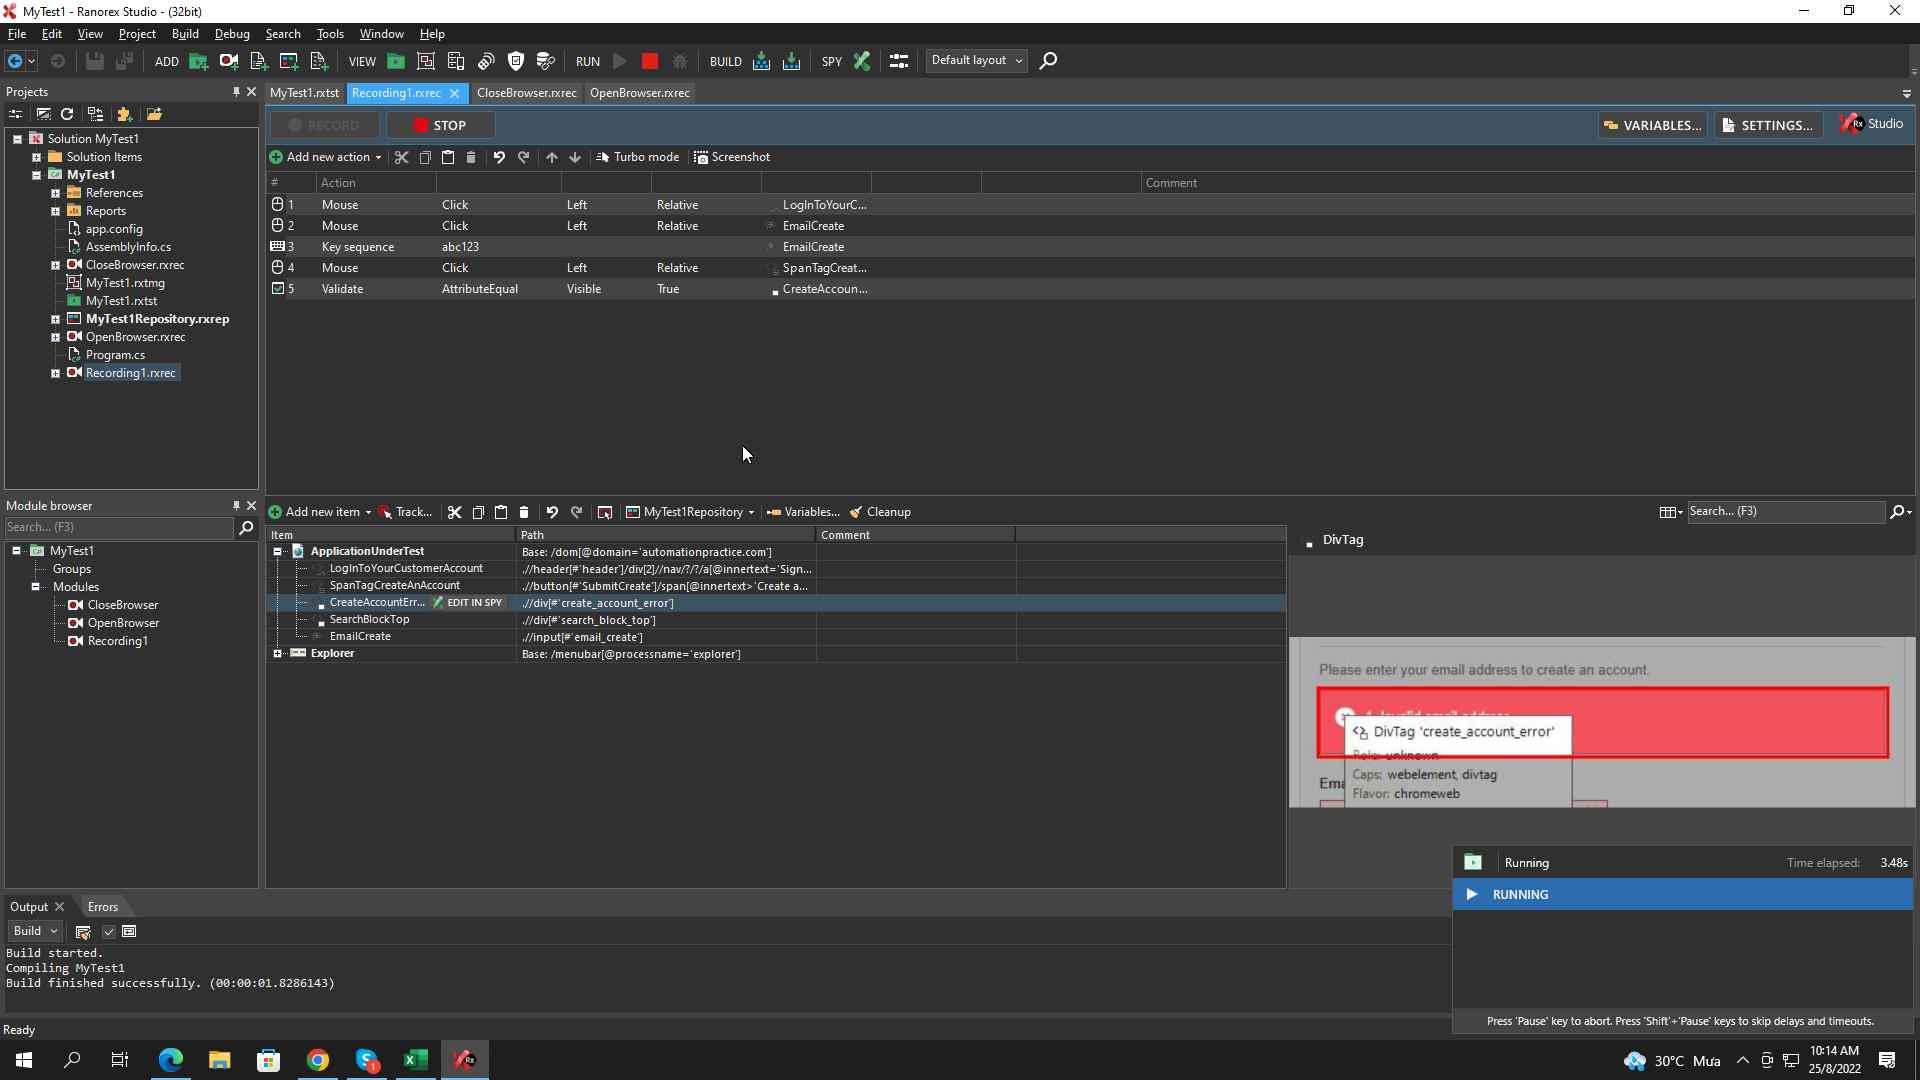 MyTest1 - Ranorex Studio - (32bit)
File Edit View Project Build Debug Search Tools Window Help
ADD VIEW RUN BUILD SPY Default layout
Projects
MyTest1.rxtst Recording1.rxrec CloseBrowser.rxrec OpenBrowser.rxrec
RECORD STOP VARIABLES... SETTINGS... Rx Studio
Add new action Turbo mode Screenshot
# Action Comment
1 Mouse Click Left Relative LogInToYourC...
2 Mouse Click Left Relative EmailCreate
3 Key sequence abc123 EmailCreate
4 Mouse Click Left Relative SpanTagCreat...
5 Validate AttributeEqual Visible True CreateAccoun...
Solution MyTest1
Solution Items
MyTest1
References
Reports
app.config
AssemblyInfo.cs
CloseBrowser.rxrec
MyTest1.rxtmg
MyTest1.rxtst
MyTest1Repository.rxrep
OpenBrowser.rxrec
Program.cs
Recording1.rxrec
Module browser
Search... (F3)
MyTest1
Groups
Modules
CloseBrowser
OpenBrowser
Recording1
Add new item Track... MyTest1Repository Variables... Cleanup Search... (F3)
Item Path Comment
ApplicationUnderTest Base: /dom[@domain='automationpractice.com']
LogInToYourCustomerAccount .//header[#'header']/div[2]//nav/?/?/a[@innertext='Sign...
SpanTagCreateAnAccount .//button[#'SubmitCreate']/span[@innertext>'Create a...
CreateAccountErr... EDIT IN SPY .//div[#'create_account_error']
SearchBlockTop .//div[#'search_block_top']
EmailCreate .//input[#'email_create']
Explorer Base: /menubar[@processname='explorer']
DivTag
Please enter your email address to create an account.
DivTag 'create_account_error'
Role: unknown
Caps: webelement, divtag
Flavor: chromeweb
Ema
Running Time elapsed: 3.48s
RUNNING
Press 'Pause' key to abort. Press 'Shift'+'Pause' keys to skip delays and timeouts.
Output Errors
Build
Build started.
Compiling MyTest1
Build finished successfully. (00:00:01.8286143)
Ready
30°C Mưa
10:14 AM
25/8/2022